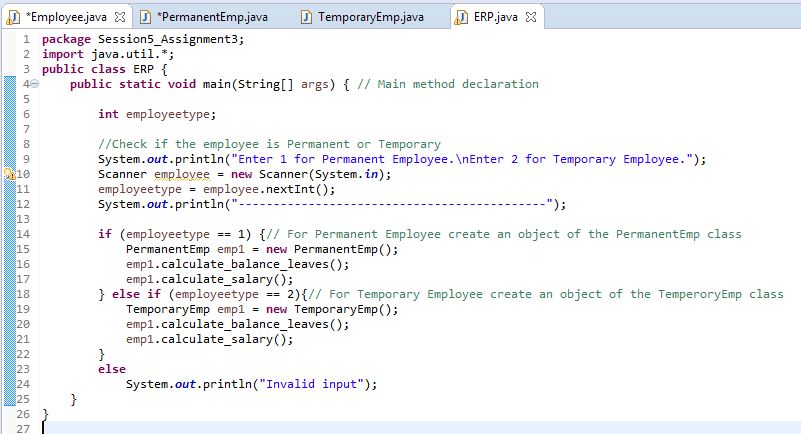 *Employee.java *PermanentEmp.java TemporaryEmp.java ERP.java
1 package Session5_Assignment3;
2 import java.util.*;
3 public class ERP {
4 public static void main(String[] args) { // Main method declaration
5
6 int employeetype;
7
8 //Check if the employee is Permanent or Temporary
9 System.out.println("Enter 1 for Permanent Employee.\nEnter 2 for Temporary Employee.");
10 Scanner employee = new Scanner(System.in);
11 employeetype = employee.nextInt();
12 System.out.println("--------------------------------------------");
13
14 if (employeetype == 1) {// For Permanent Employee create an object of the PermanentEmp class
15 PermanentEmp emp1 = new PermanentEmp();
16 emp1.calculate_balance_leaves();
17 emp1.calculate_salary();
18 } else if (employeetype == 2){// For Temporary Employee create an object of the TemperoryEmp class
19 TemporaryEmp emp1 = new TemporaryEmp();
20 emp1.calculate_balance_leaves();
21 emp1.calculate_salary();
22 }
23 else
24 System.out.println("Invalid input");
25 }
26 }
27